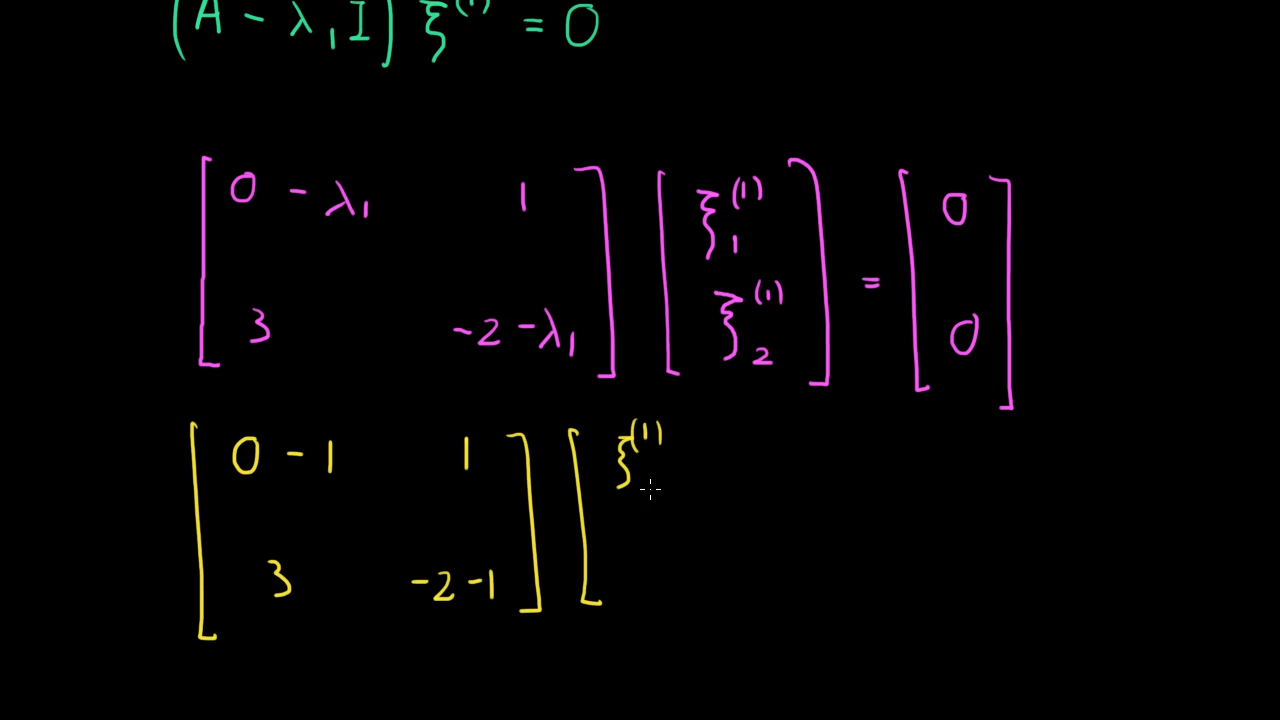 (A - λ₁I) ξ⁽¹⁾ = 0
[0 - λ₁ 1] [ξ₁⁽¹⁾] = [0]
[3 -2 - λ₁] [ξ₂⁽¹⁾] [0]
[0 - 1 1] [ξ⁽¹⁾
[3 -2 - 1] [